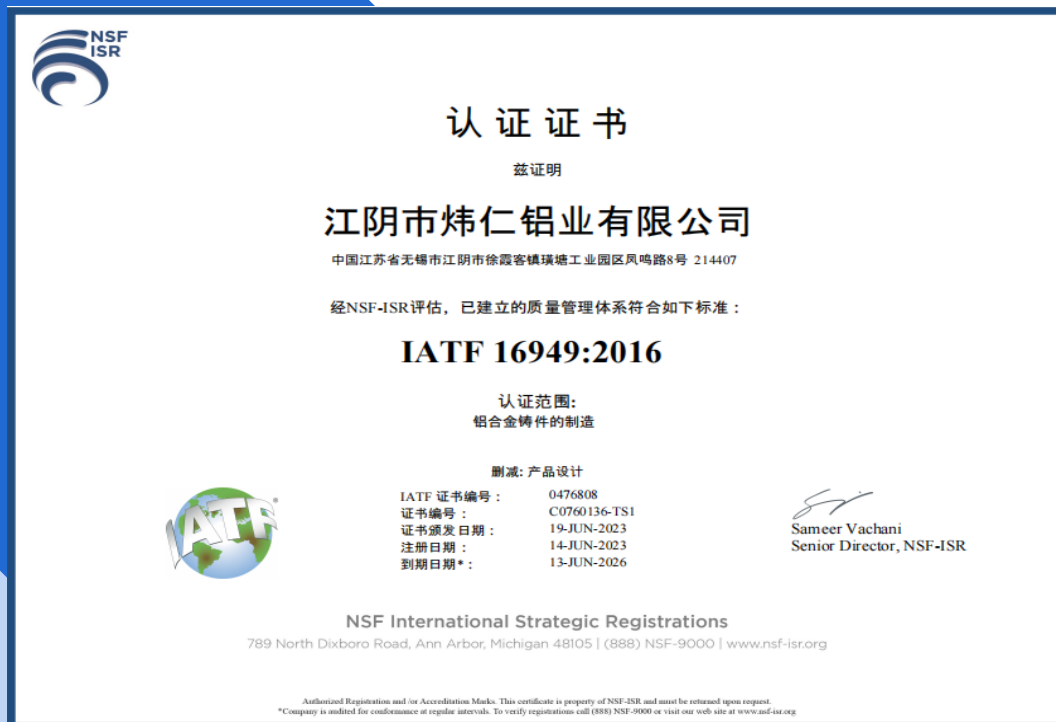 NSF
ISR
认证证书
兹证明
江阴市炜仁铝业有限公司
中国江苏省无锡市江阴市徐霞客镇璜塘工业园区凤鸣路8号 214407
经NSF-ISR评估，已建立的质量管理体系符合如下标准：
IATF 16949:2016
认证范围:
铝合金铸件的制造
删减: 产品设计
IATF 证书编号： 0476808
证书编号： C0760136-TS1
证书颁发日期： 19-JUN-2023
注册日期： 14-JUN-2023
到期日期*： 13-JUN-2026
IATF®
Sameer Vachani
Senior Director, NSF-ISR
NSF International Strategic Registrations
789 North Dixboro Road, Ann Arbor, Michigan 48105 | (888) NSF-9000 | www.nsf-isr.org
Authorized Registration and /or Accreditation Marks. This certificate is property of NSF-ISR and must be returned upon request.
*Company is audited for conformance at regular intervals. To verify registrations call (888) NSF-9000 or visit our web site at www.nsf-isr.org